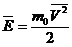 E̅ = m₀V̅² / 2